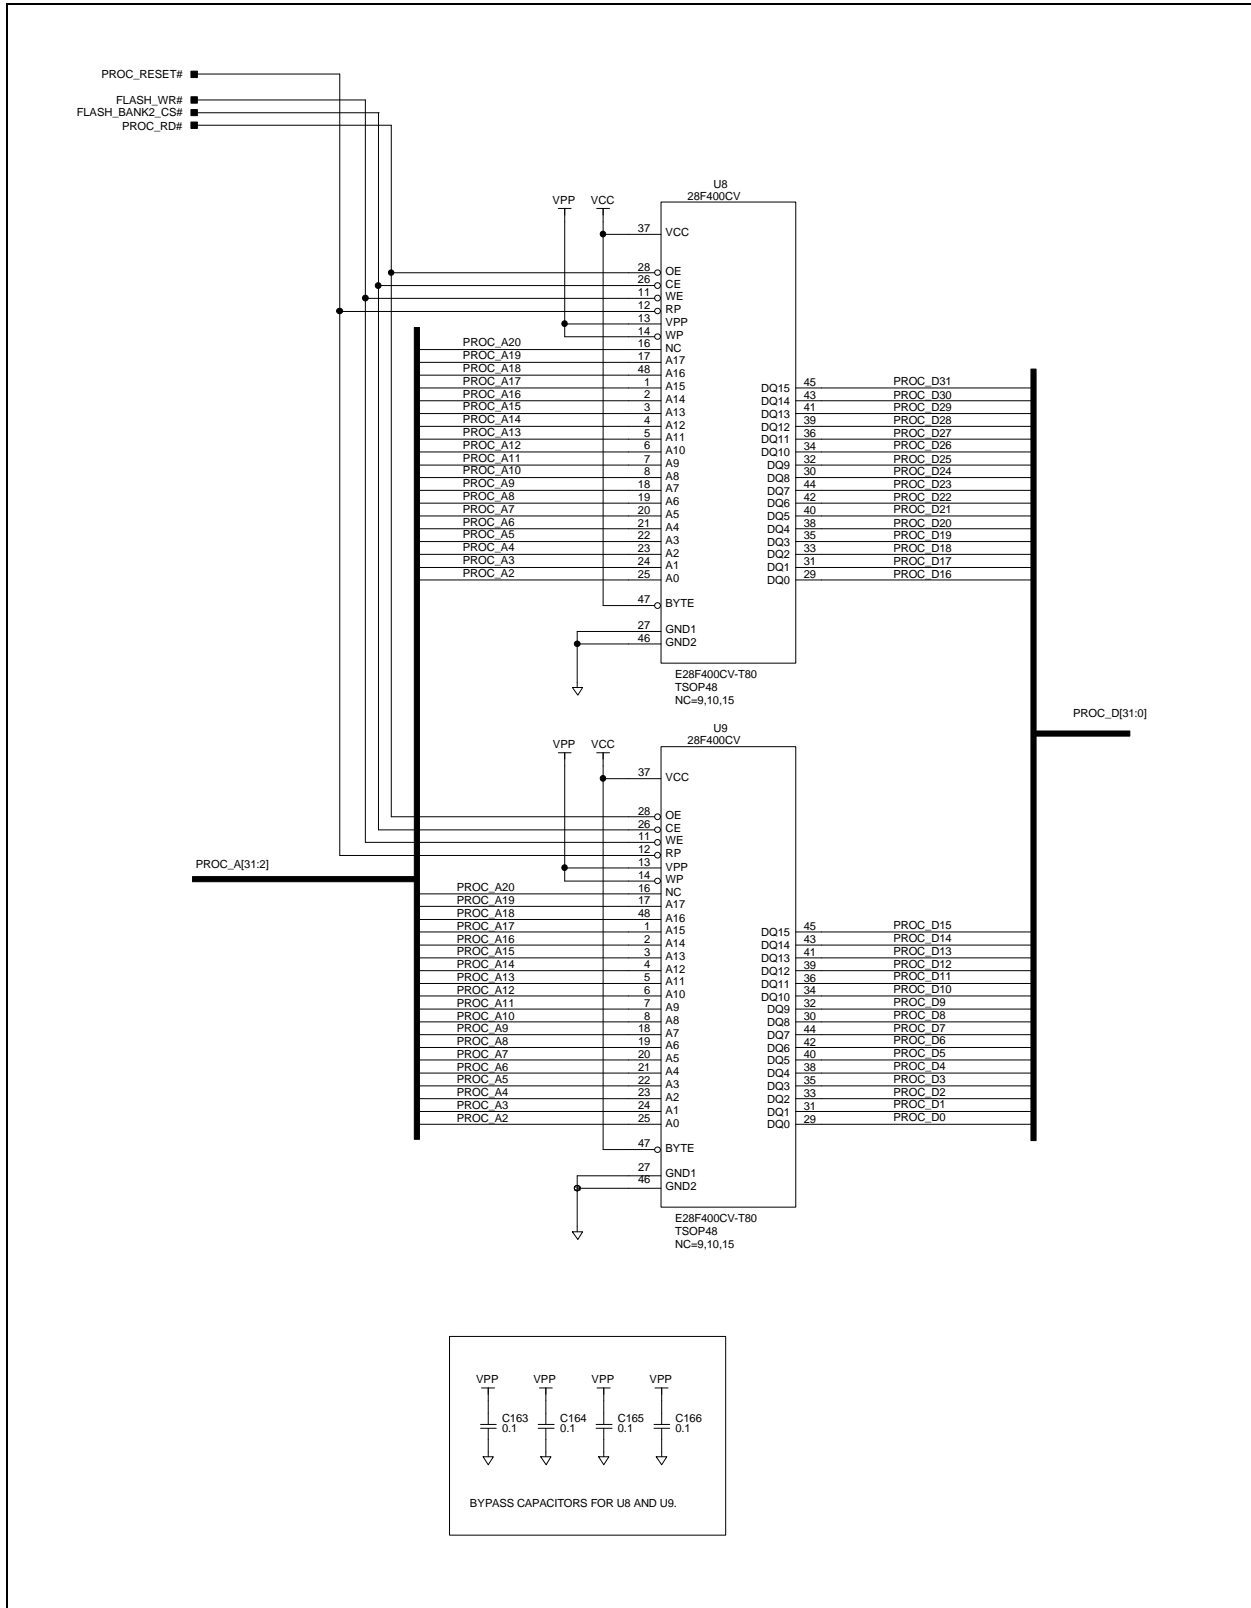 PROC_RESET#
FLASH_WR#
FLASH_BANK2_CS#
PROC_RD#
U8
28F400CV
VPP VCC
37 VCC
28 OE
26 CE
11 WE
12 RP
13 VPP
14 WP
PROC_A20 16 NC
PROC_A19 17 A17
PROC_A18 48 A16
PROC_A17 1 A15 DQ15 45 PROC_D31
PROC_A16 2 A14 DQ14 43 PROC_D30
PROC_A15 3 A13 DQ13 41 PROC_D29
PROC_A14 4 A12 DQ12 39 PROC_D28
PROC_A13 5 A11 DQ11 36 PROC_D27
PROC_A12 6 A10 DQ10 34 PROC_D26
PROC_A11 7 A9 DQ9 32 PROC_D25
PROC_A10 8 A8 DQ8 30 PROC_D24
PROC_A9 18 A7 DQ7 44 PROC_D23
PROC_A8 19 A6 DQ6 42 PROC_D22
PROC_A7 20 A5 DQ5 40 PROC_D21
PROC_A6 21 A4 DQ4 38 PROC_D20
PROC_A5 22 A3 DQ3 35 PROC_D19
PROC_A4 23 A2 DQ2 33 PROC_D18
PROC_A3 24 A1 DQ1 31 PROC_D17
PROC_A2 25 A0 DQ0 29 PROC_D16
47 BYTE
27 GND1
46 GND2
E28F400CV-T80
TSOP48
NC=9,10,15
PROC_D[31:0]
U9
28F400CV
VPP VCC
37 VCC
28 OE
26 CE
11 WE
12 RP
13 VPP
14 WP
PROC_A[31:2]
PROC_A20 16 NC
PROC_A19 17 A17
PROC_A18 48 A16
PROC_A17 1 A15 DQ15 45 PROC_D15
PROC_A16 2 A14 DQ14 43 PROC_D14
PROC_A15 3 A13 DQ13 41 PROC_D13
PROC_A14 4 A12 DQ12 39 PROC_D12
PROC_A13 5 A11 DQ11 36 PROC_D11
PROC_A12 6 A10 DQ10 34 PROC_D10
PROC_A11 7 A9 DQ9 32 PROC_D9
PROC_A10 8 A8 DQ8 30 PROC_D8
PROC_A9 18 A7 DQ7 44 PROC_D7
PROC_A8 19 A6 DQ6 42 PROC_D6
PROC_A7 20 A5 DQ5 40 PROC_D5
PROC_A6 21 A4 DQ4 38 PROC_D4
PROC_A5 22 A3 DQ3 35 PROC_D3
PROC_A4 23 A2 DQ2 33 PROC_D2
PROC_A3 24 A1 DQ1 31 PROC_D1
PROC_A2 25 A0 DQ0 29 PROC_D0
47 BYTE
27 GND1
46 GND2
E28F400CV-T80
TSOP48
NC=9,10,15
VPP VPP VPP VPP
C163 C164 C165 C166
0.1 0.1 0.1 0.1
BYPASS CAPACITORS FOR U8 AND U9.